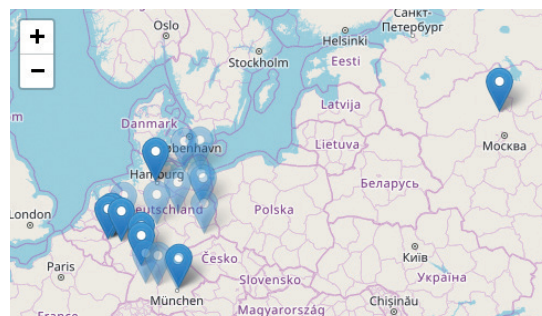 Санкт-
Петербург
+
Oslo
Helsinki
Stockholm
Eesti
−
Latvija
Danmark
København
Lietuva
Москва
Hamburg
Беларусь
London
Deutschland
Polska
Київ
Česko
Paris
Україна
Slovensko
München
Chișinău
Magyarország
France